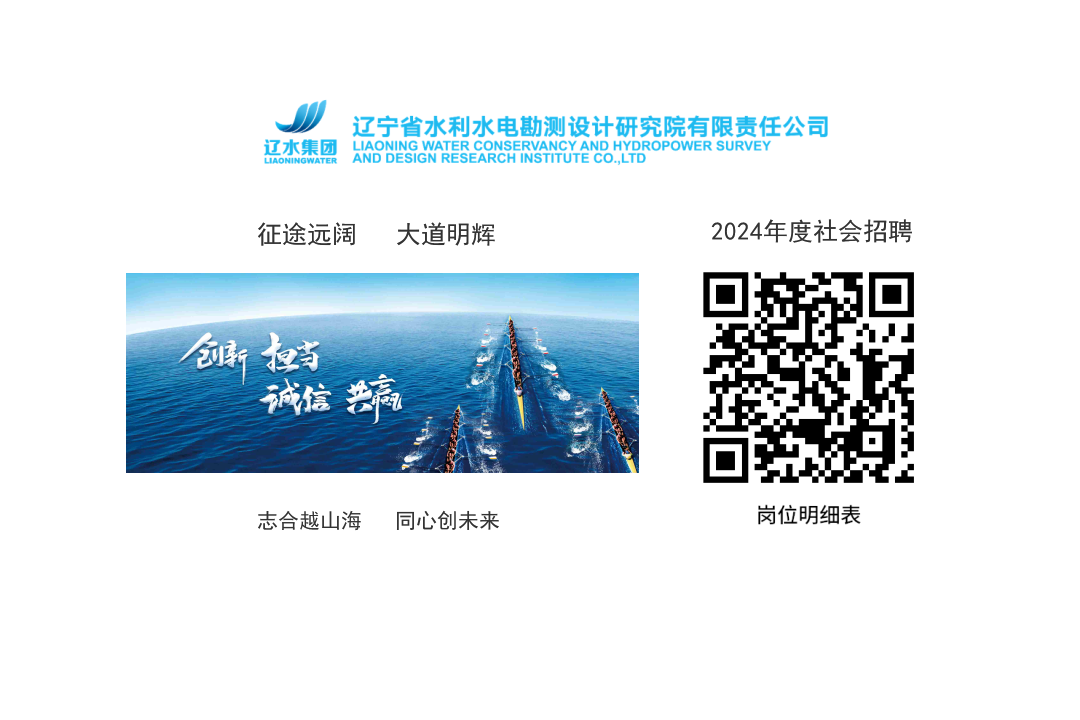 辽水集团
LIAONINGWATER
辽宁省水利水电勘测设计研究院有限责任公司
LIAONING WATER CONSERVANCY AND HYDROPOWER SURVEY
AND DESIGN RESEARCH INSTITUTE CO.,LTD
征途远阔 大道明辉
创新 担当
诚信 共赢
志合越山海 同心创未来
2024年度社会招聘
岗位明细表